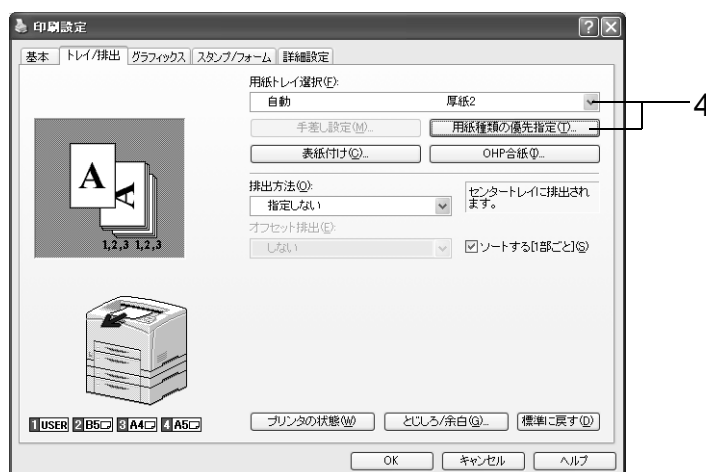 印刷設定
基本 トレイ/排出 グラフィックス スタンプ/フォーム 詳細設定
用紙トレイ選択(F):
自動 厚紙2
4
手差し設定(M)... 用紙種類の優先指定(T)...
表紙付け(C)... OHP合紙(I)...
排出方法(O):
指定しない
センタートレイに排出され
ます。
オフセット排出(E):
しない ソートする[1部ごと](S)
A A
1,2,3 1,2,3
1 USER 2 B5 3 A4 4 A5
プリンタの状態(W) とじしろ/余白(G)... 標準に戻す(D)
OK キャンセル ヘルプ